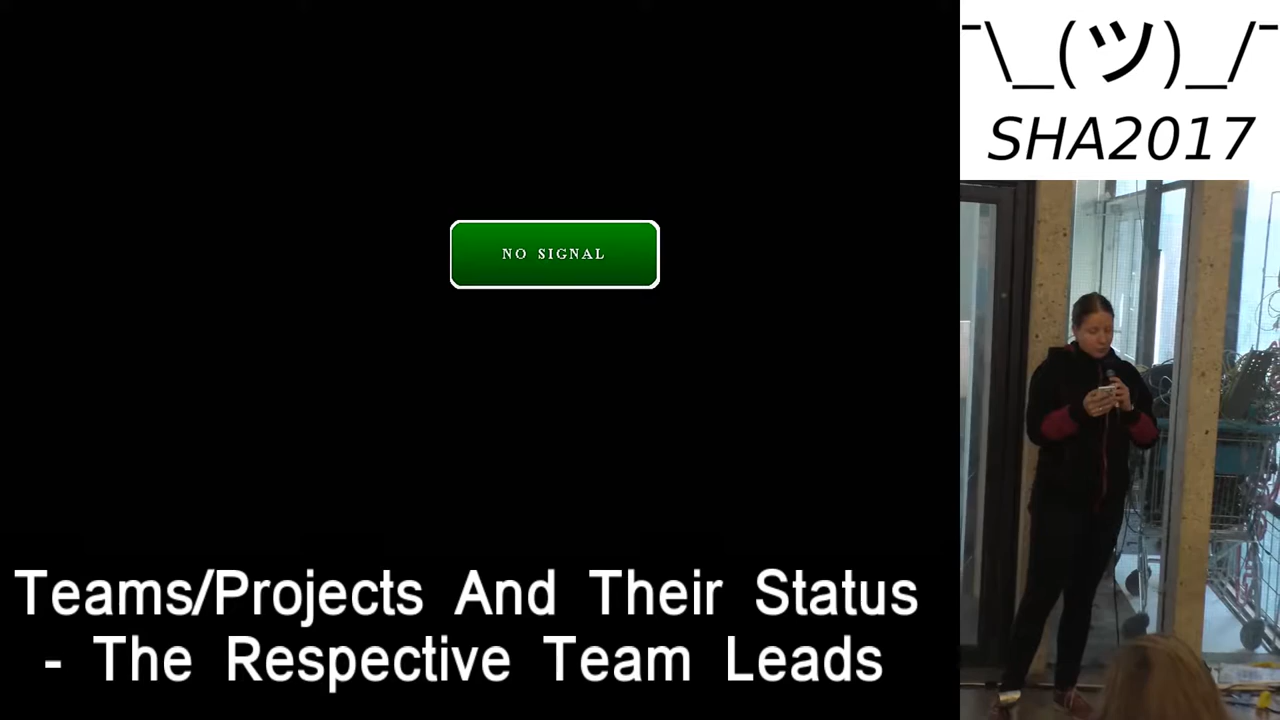 ¯\_(ツ)_/¯
SHA2017
NO SIGNAL
Teams/Projects And Their Status
- The Respective Team Leads